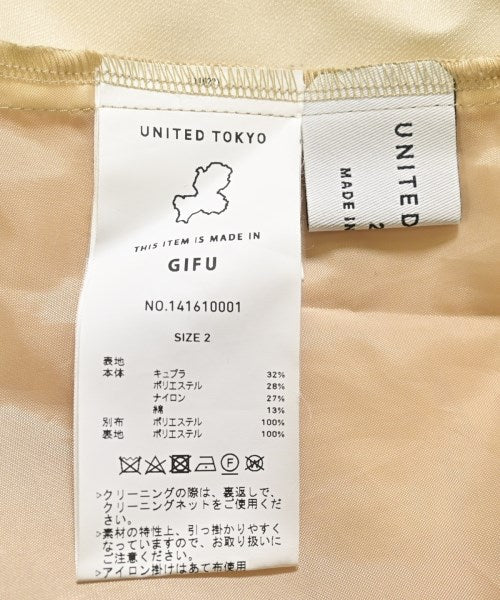 UNITED TOKYO
THIS ITEM IS MADE IN
GIFU
NO.141610001
SIZE 2
表地
本体 キュプラ 32%
ポリエステル 28%
ナイロン 27%
綿 13%
別布 ポリエステル 100%
裏地 ポリエステル 100%
>クリーニングの際は、裏返して、
クリーニングネットをご使用くだ
さい。
>素材の特性上、引っ掛かりやすく
なっていますので、お取り扱いに
ご注意ください。
>アイロン掛けはあて布使用
UNITED
2
MADE IN